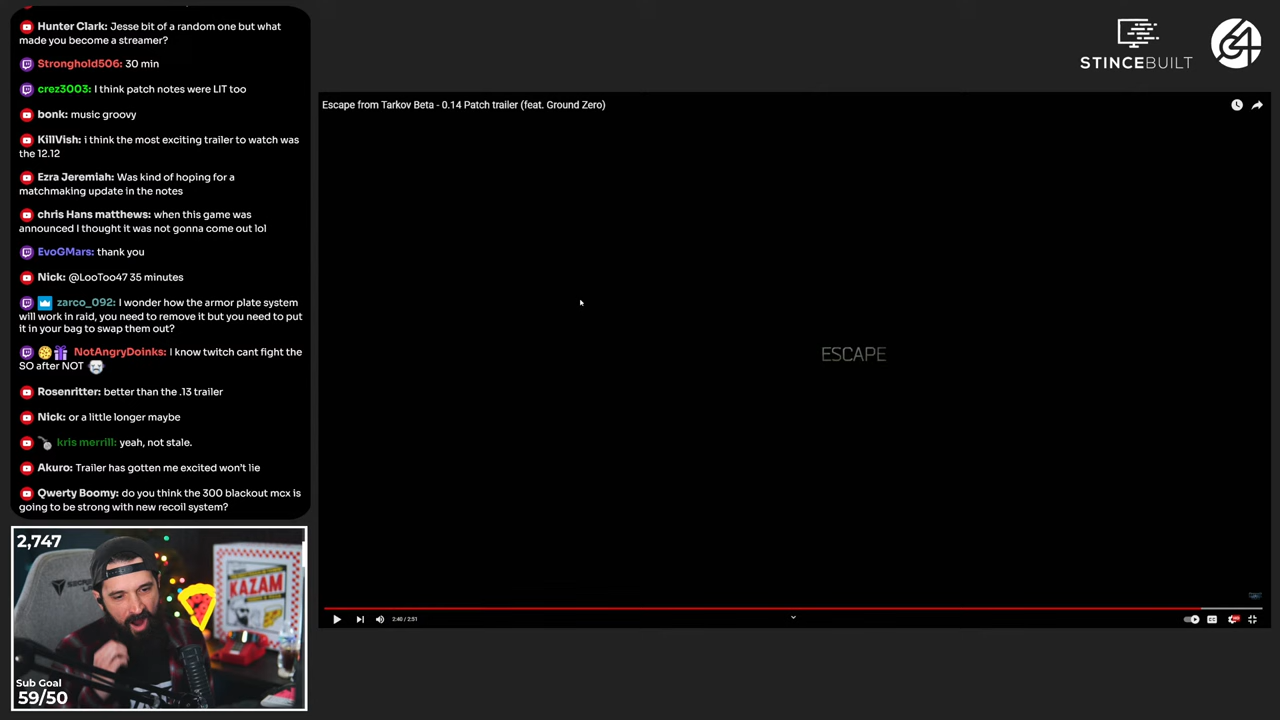 Hunter Clark: Jesse bit of a random one but what
made you become a streamer?
Stronghold506: 30 min
crez3003: I think patch notes were LIT too
bonk: music groovy
KillVish: i think the most exciting trailer to watch was
the 12.12
Ezra Jeremiah: Was kind of hoping for a
matchmaking update in the notes
chris Hans matthews: when this game was
announced I thought it was not gonna come out lol
EvoGMars: thank you
Nick: @LooToo47 35 minutes
zarco_092: I wonder how the armor plate system
will work in raid, you need to remove it but you need to put
it in your bag to swap them out?
NotAngryDoinks: I know twitch cant fight the
SO after NOT
Rosenritter: better than the .13 trailer
Nick: or a little longer maybe
kris merrill: yeah, not stale.
Akuro: Trailer has gotten me excited won't lie
Qwerty Boomy: do you think the 300 blackout mcx is
going to be strong with new recoil system?
2,747
KAZAM
Sub Goal
59/50
STINCEBUILT
Escape from Tarkov Beta - 0.14 Patch trailer (feat. Ground Zero)
ESCAPE
2:40 / 2:51